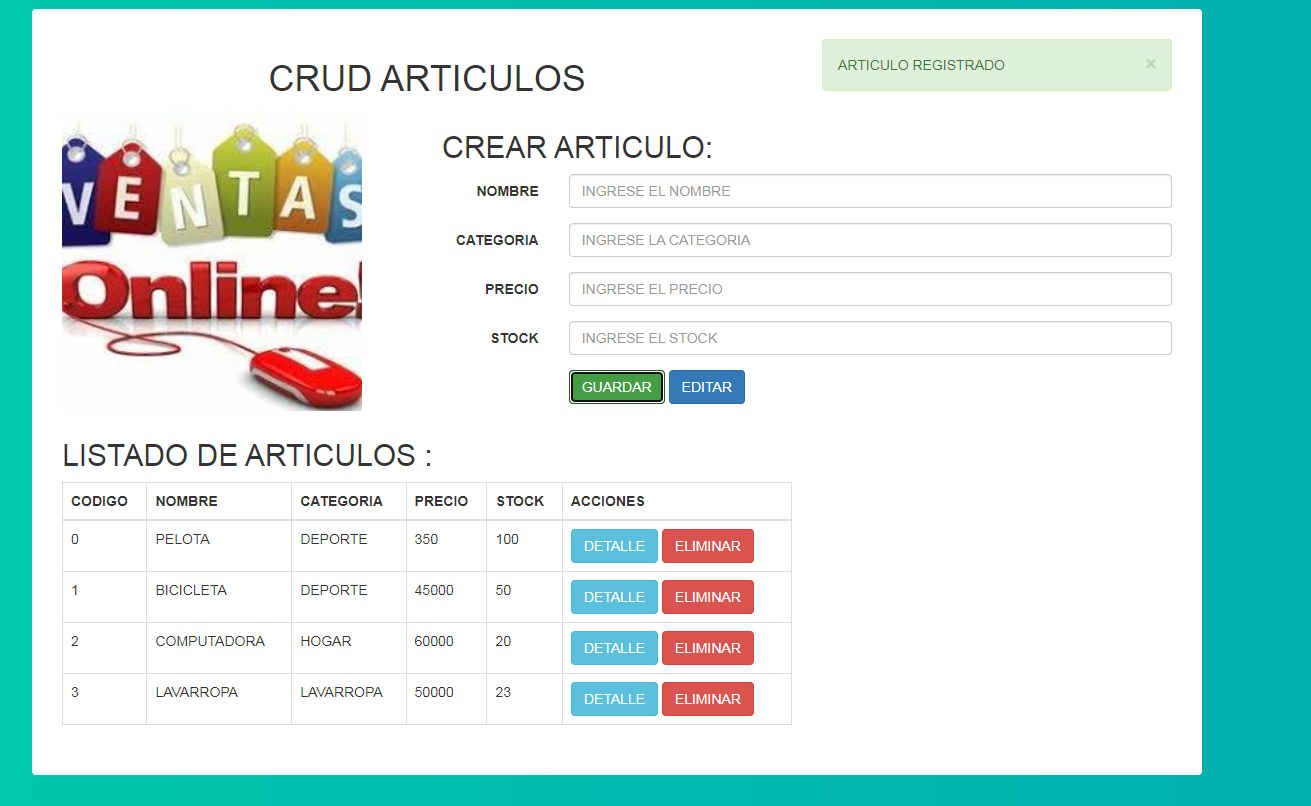 CRUD ARTICULOS
ARTICULO REGISTRADO ×
VENTAS
Online!
CREAR ARTICULO:
NOMBRE INGRESE EL NOMBRE
CATEGORIA INGRESE LA CATEGORIA
PRECIO INGRESE EL PRECIO
STOCK INGRESE EL STOCK
GUARDAR EDITAR
LISTADO DE ARTICULOS :
CODIGO NOMBRE CATEGORIA PRECIO STOCK ACCIONES
0 PELOTA DEPORTE 350 100 DETALLE ELIMINAR
1 BICICLETA DEPORTE 45000 50 DETALLE ELIMINAR
2 COMPUTADORA HOGAR 60000 20 DETALLE ELIMINAR
3 LAVARROPA LAVARROPA 50000 23 DETALLE ELIMINAR